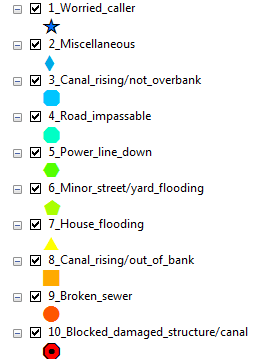 1_Worried_caller
2_Miscellaneous
3_Canal_rising/not_overbank
4_Road_impassable
5_Power_line_down
6_Minor_street/yard_flooding
7_House_flooding
8_Canal_rising/out_of_bank
9_Broken_sewer
10_Blocked_damaged_structure/canal